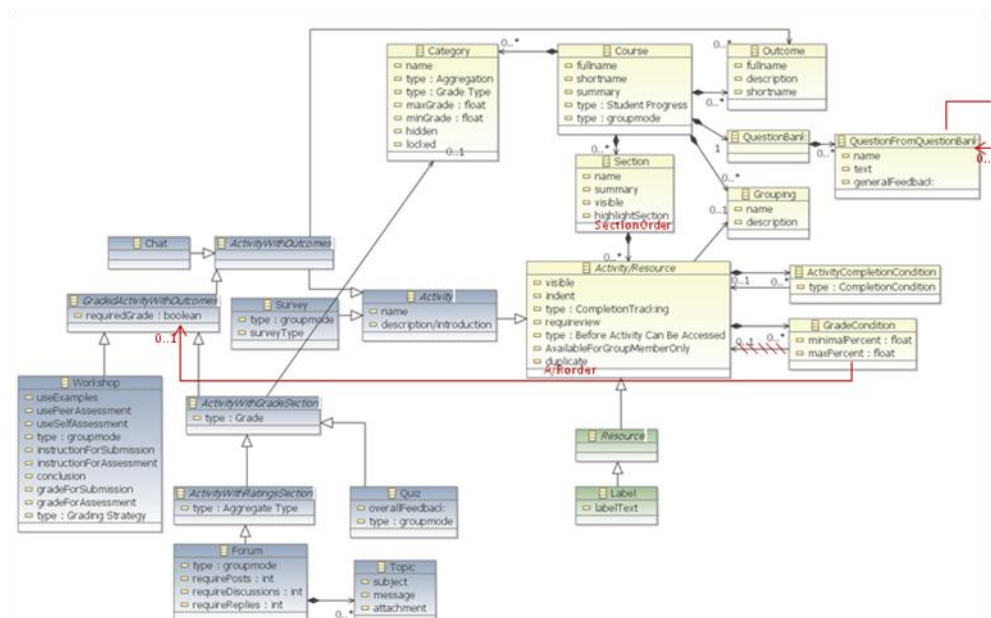 0..*
Category
name
type : Aggregation
type : Grade Type
maxGrade : float
minGrade : float
hidden
locked
0..1
Course
fullname
shortname
summary
type : Student Progress
type : groupmode
0..*
Outcome
fullname
description
shortname
0..*
QuestionBank
1
0..*
QuestionFromQuestionBank
name
text
generalFeedback
0..
0..*
Section
name
summary
visible
highlightSection
SectionOrder
0..*
0..*
Grouping
name
description
0..1
Chat
ActivityWithOutcomes
GradedActivityWithOutcomes
requiredGrade : boolean
0..1
Survey
type : groupmode
surveyType
Activity
name
description/introduction
Activity/Resource
visible
indent
type : CompletionTracking
requireview
type : Before Activity Can Be Accessed
AvailableForGroupMemberOnly
duplicate
A/Rorder
0..1
0..*
ActivityCompletionCondition
type : CompletionCondition
0..1
0..*
GradeCondition
minimalPercent : float
maxPercent : float
Workshop
useExamples
usePeerAssessment
useSelfAssessment
type : groupmode
instructionForSubmission
instructionForAssessment
conclusion
gradeForSubmission
gradeForAssessment
type : Grading Strategy
ActivityWithGradeSection
type : Grade
Resource
Label
labelText
ActivityWithRatingsSection
type : Aggregate Type
Quiz
overallFeedback
type : groupmode
Forum
type : groupmode
requirePosts : int
requireDiscussions : int
requireReplies : int
0..*
Topic
subject
message
attachment